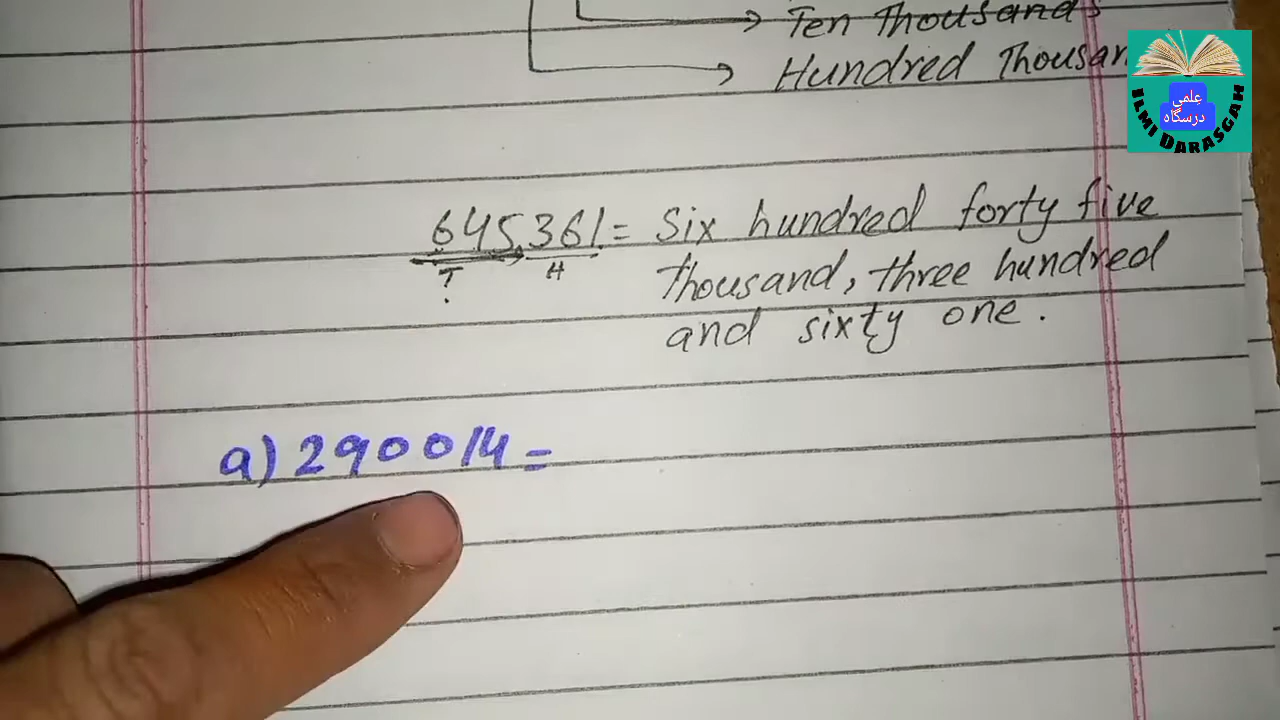 Ten Thousands
Hundred Thousan
645,361 = Six hundred forty five
T H
Thousand, three hundred
and sixty one.
a) 290014 =
ILMI DARASGAH
علمی
درسگاہ